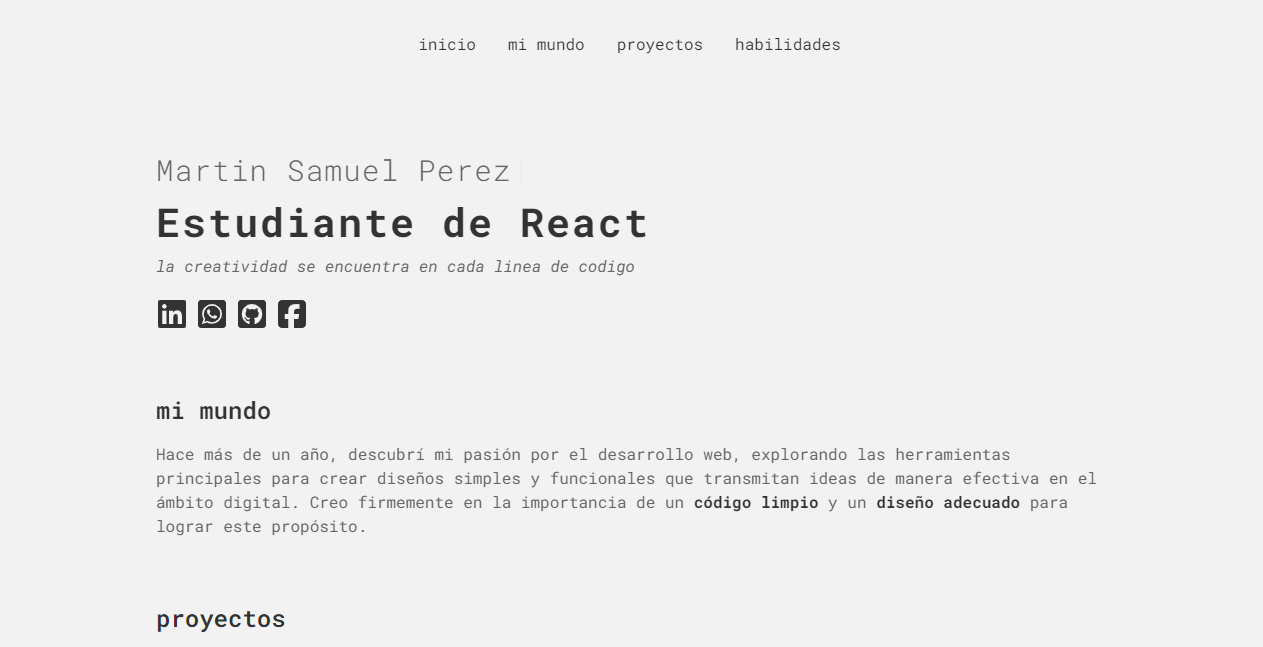 inicio mi mundo proyectos habilidades
Martin Samuel Perez
Estudiante de React
la creatividad se encuentra en cada linea de codigo
mi mundo
Hace más de un año, descubrí mi pasión por el desarrollo web, explorando las herramientas
principales para crear diseños simples y funcionales que transmitan ideas de manera efectiva en el
ámbito digital. Creo firmemente en la importancia de un código limpio y un diseño adecuado para
lograr este propósito.
proyectos